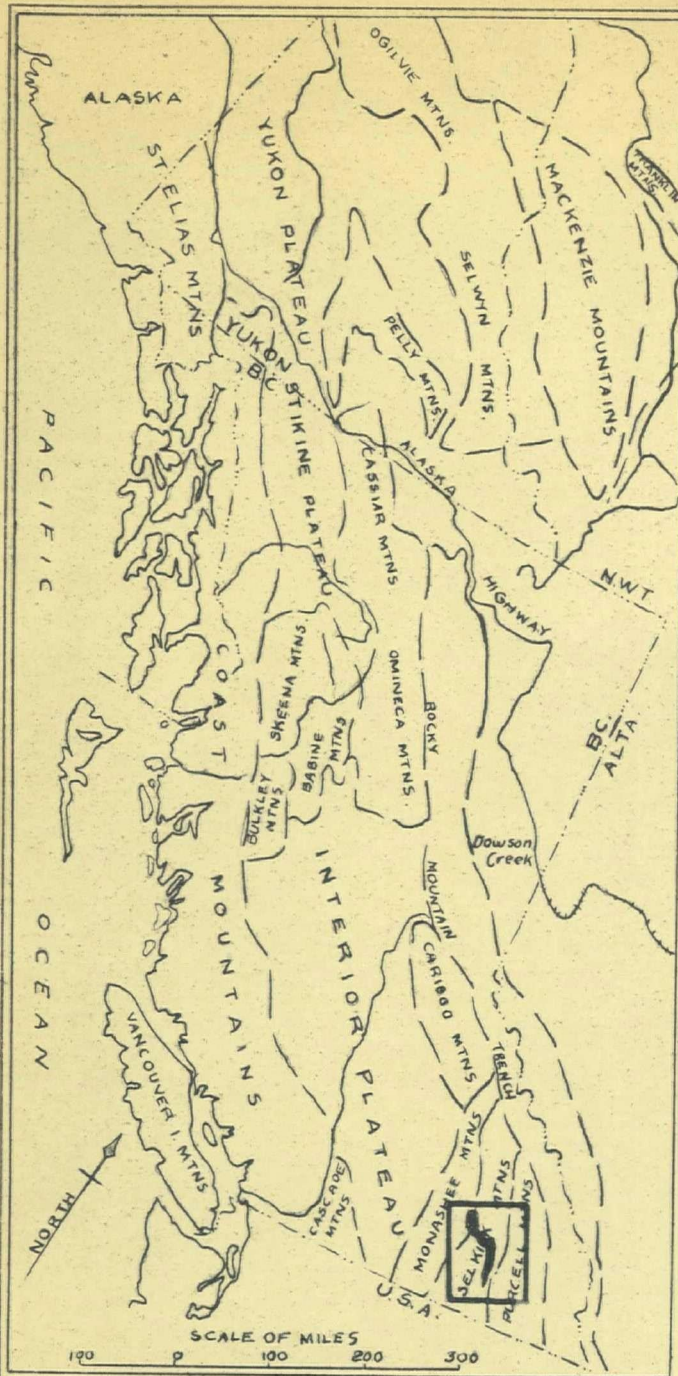 ALASKA
ST. ELIAS MTNS
YUKON PLATEAU
OGILVIE MTNS.
MACKENZIE MOUNTAINS
FRANKLIN
MTNS.
SELWYN MTNS.
PELLY MTNS.
YUKON
B.C.
STIKINE PLATEAU
CASSIAR MTNS.
ALASKA HIGHWAY
N.W.T
B.C.
ALTA
PACIFIC OCEAN
COAST MOUNTAINS
SKEENA MTNS.
BABINE
MTNS
BULKLEY
MTNS
OMINECA MTNS.
ROCKY MOUNTAIN TRENCH
Dawson
Creek
INTERIOR PLATEAU
CARIBOO MTNS
VANCOUVER I. MTNS
CASCADE
MTNS
MONASHEE MTNS
SELKIRK MTNS
PURCELL MTNS
U.S.A.
NORTH
SCALE OF MILES
100 0 100 200 300